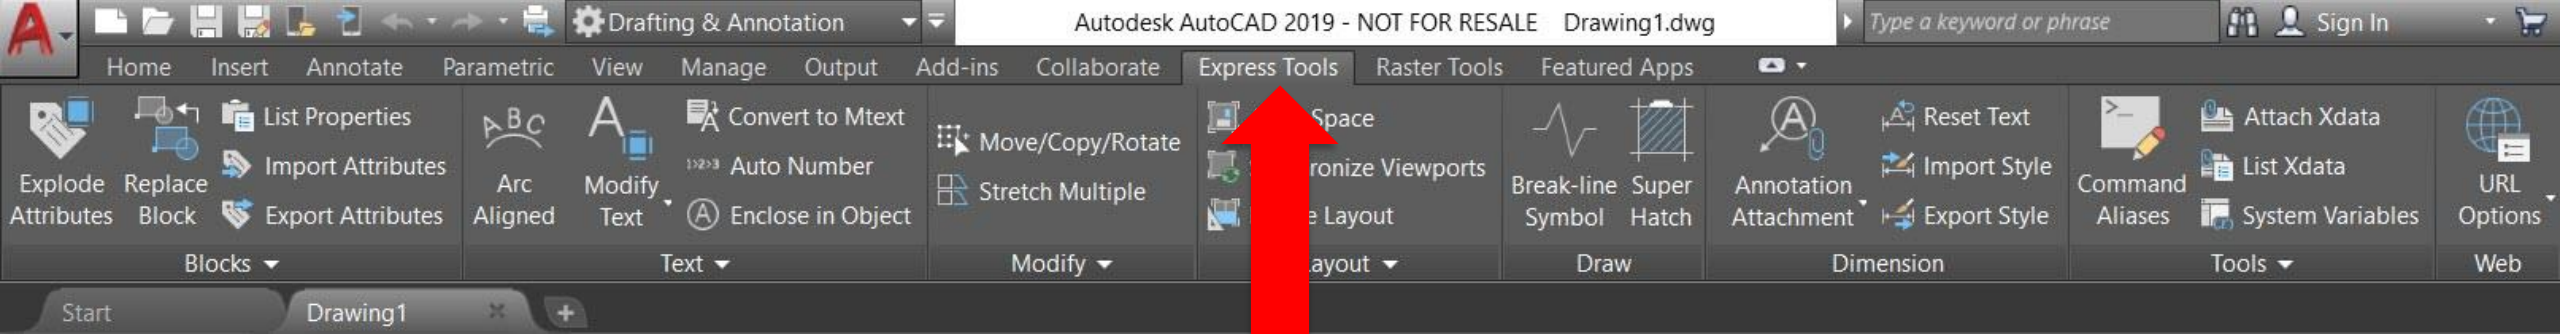 Drafting & Annotation
Autodesk AutoCAD 2019 - NOT FOR RESALE Drawing1.dwg
Type a keyword or phrase
Sign In
Home Insert Annotate Parametric View Manage Output Add-ins Collaborate Express Tools Raster Tools Featured Apps
Explode Attributes
Replace Block
List Properties
Import Attributes
Export Attributes
Blocks
ABC
Arc Aligned
A
Modify Text
Convert to Mtext
1>2>3 Auto Number
A Enclose in Object
Text
Move/Copy/Rotate
Stretch Multiple
Modify
Space
Viewports
Layout
Break-line Symbol
Super Hatch
Draw
A
Annotation Attachment
Reset Text
Import Style
Export Style
Dimension
Command Aliases
Attach Xdata
List Xdata
System Variables
Tools
URL Options
Web
Start
Drawing1